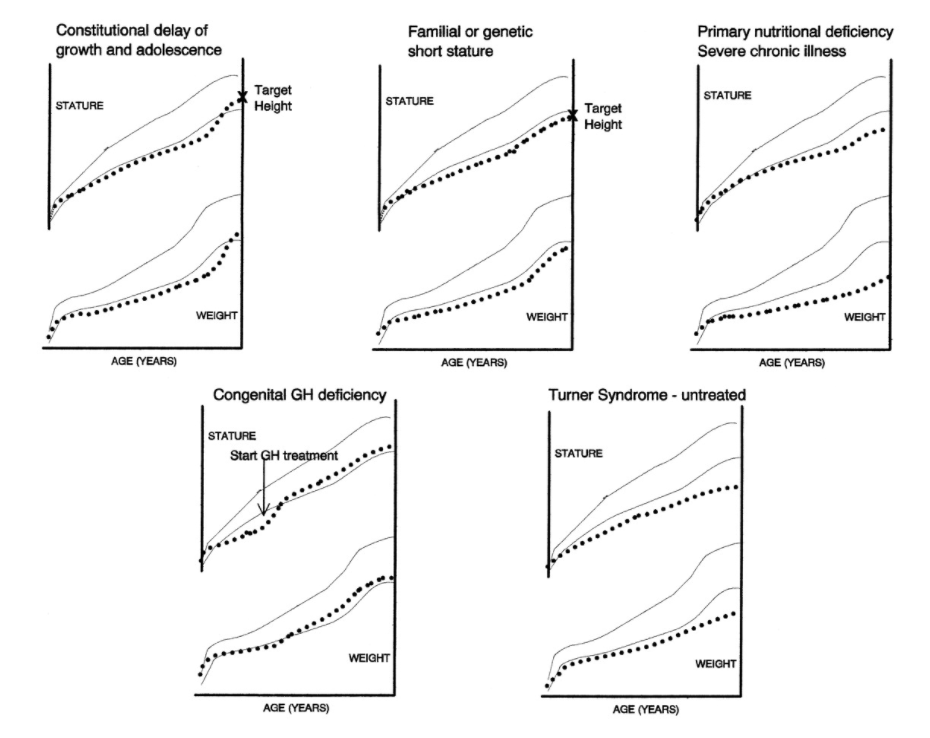 Constitutional delay of
growth and adolescence
STATURE
X Target
Height
WEIGHT
AGE (YEARS)
Familial or genetic
short stature
STATURE
X Target
Height
WEIGHT
AGE (YEARS)
Primary nutritional deficiency
Severe chronic illness
STATURE
WEIGHT
AGE (YEARS)
Congenital GH deficiency
STATURE
Start GH treatment
WEIGHT
AGE (YEARS)
Turner Syndrome - untreated
STATURE
WEIGHT
AGE (YEARS)